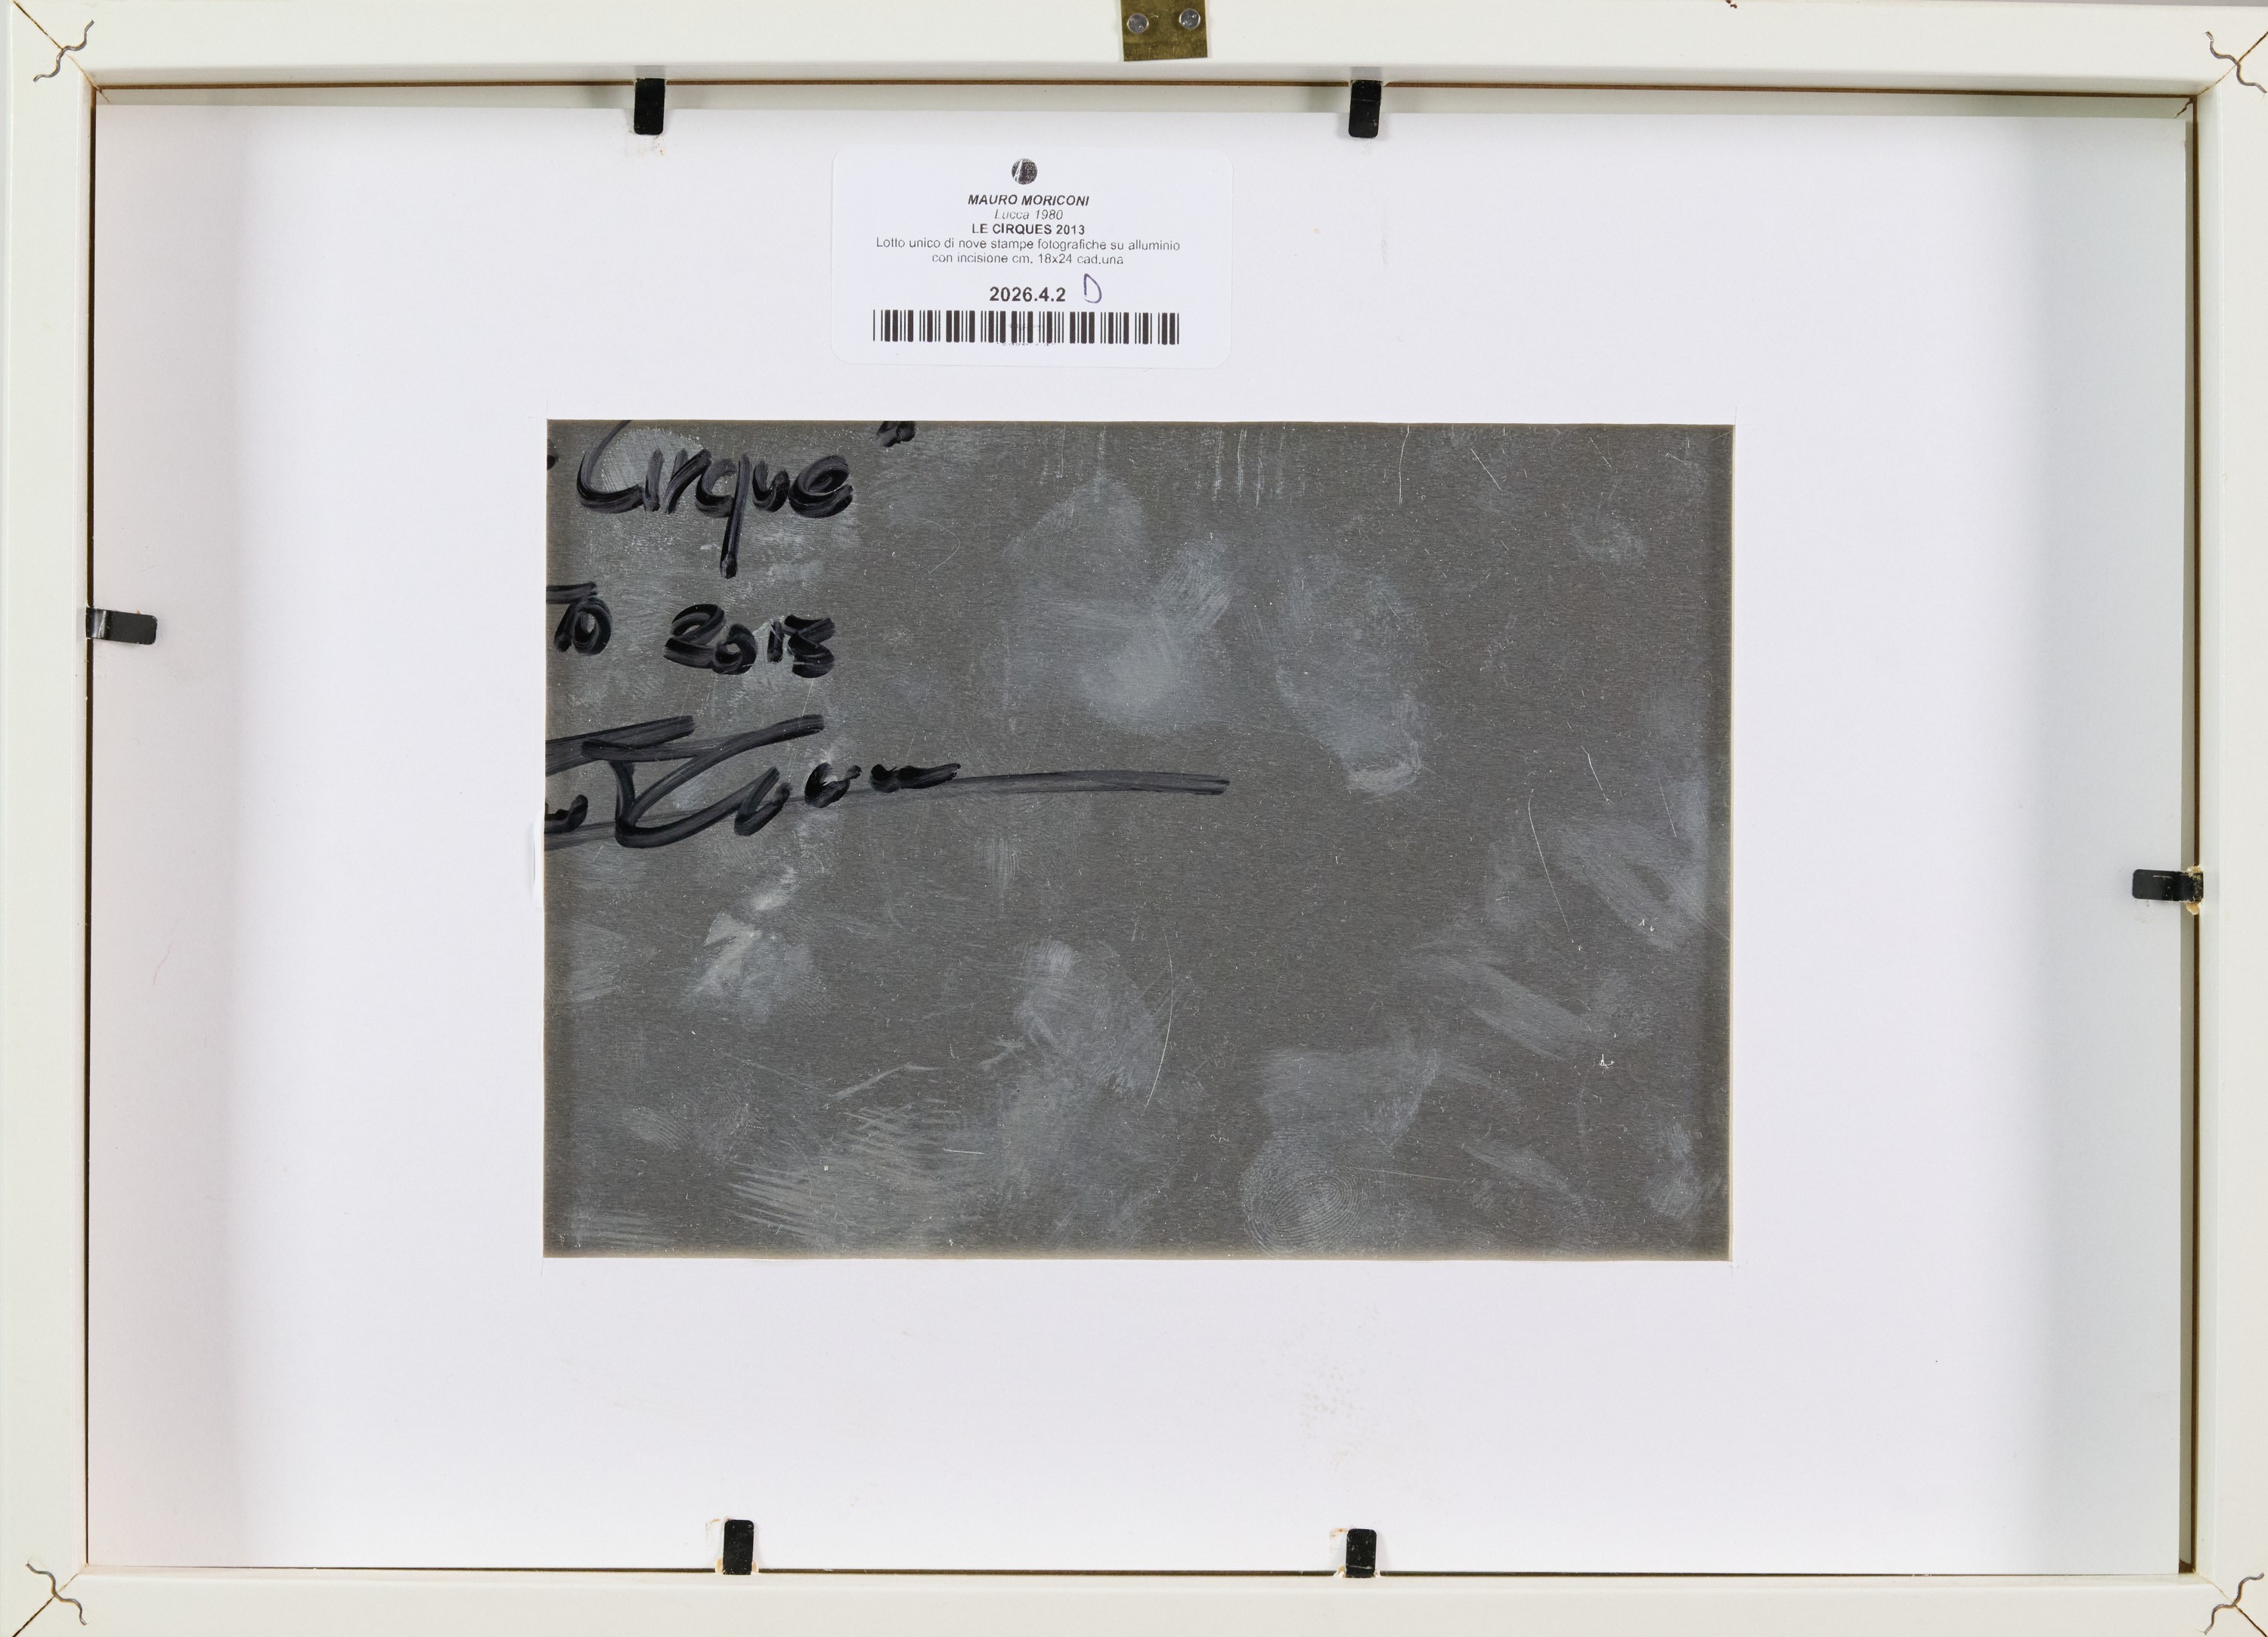 MAURO MORICONI
Lucca 1980
LE CIRQUES 2013
Lotto unico di nove stampe fotografiche su alluminio
con incisione cm. 18x24 cad.una
2026.4.2 D
Cirque"
TO 2013